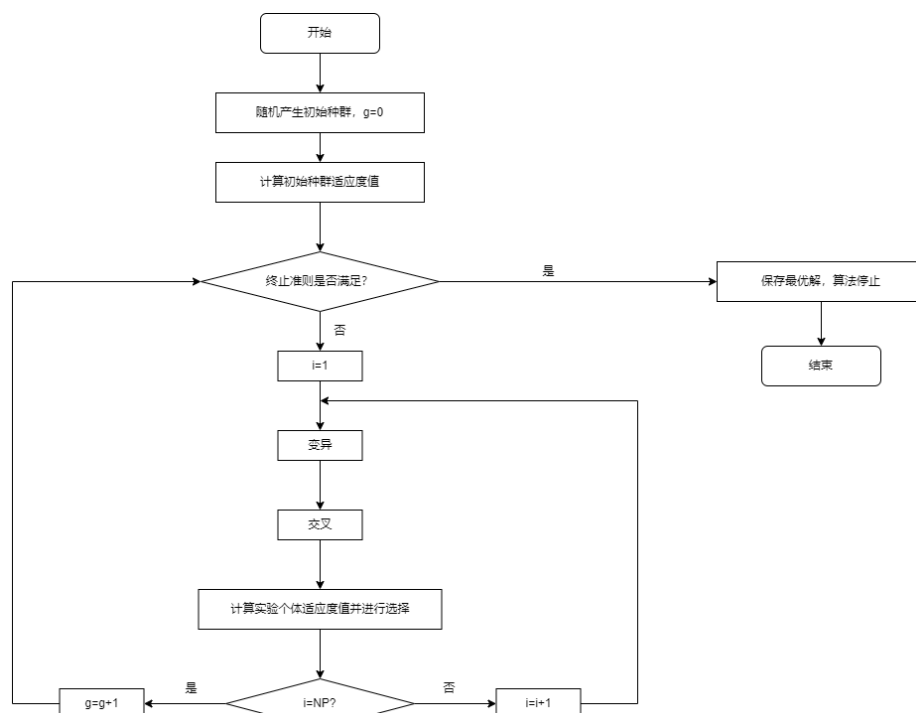 开始
随机产生初始种群，g=0
计算初始种群适应度值
终止准则是否满足?
是
保存最优解，算法停止
否
结束
i=1
变异
交叉
计算实验个体适应度值并进行选择
是
否
g=g+1
i=NP?
i=i+1